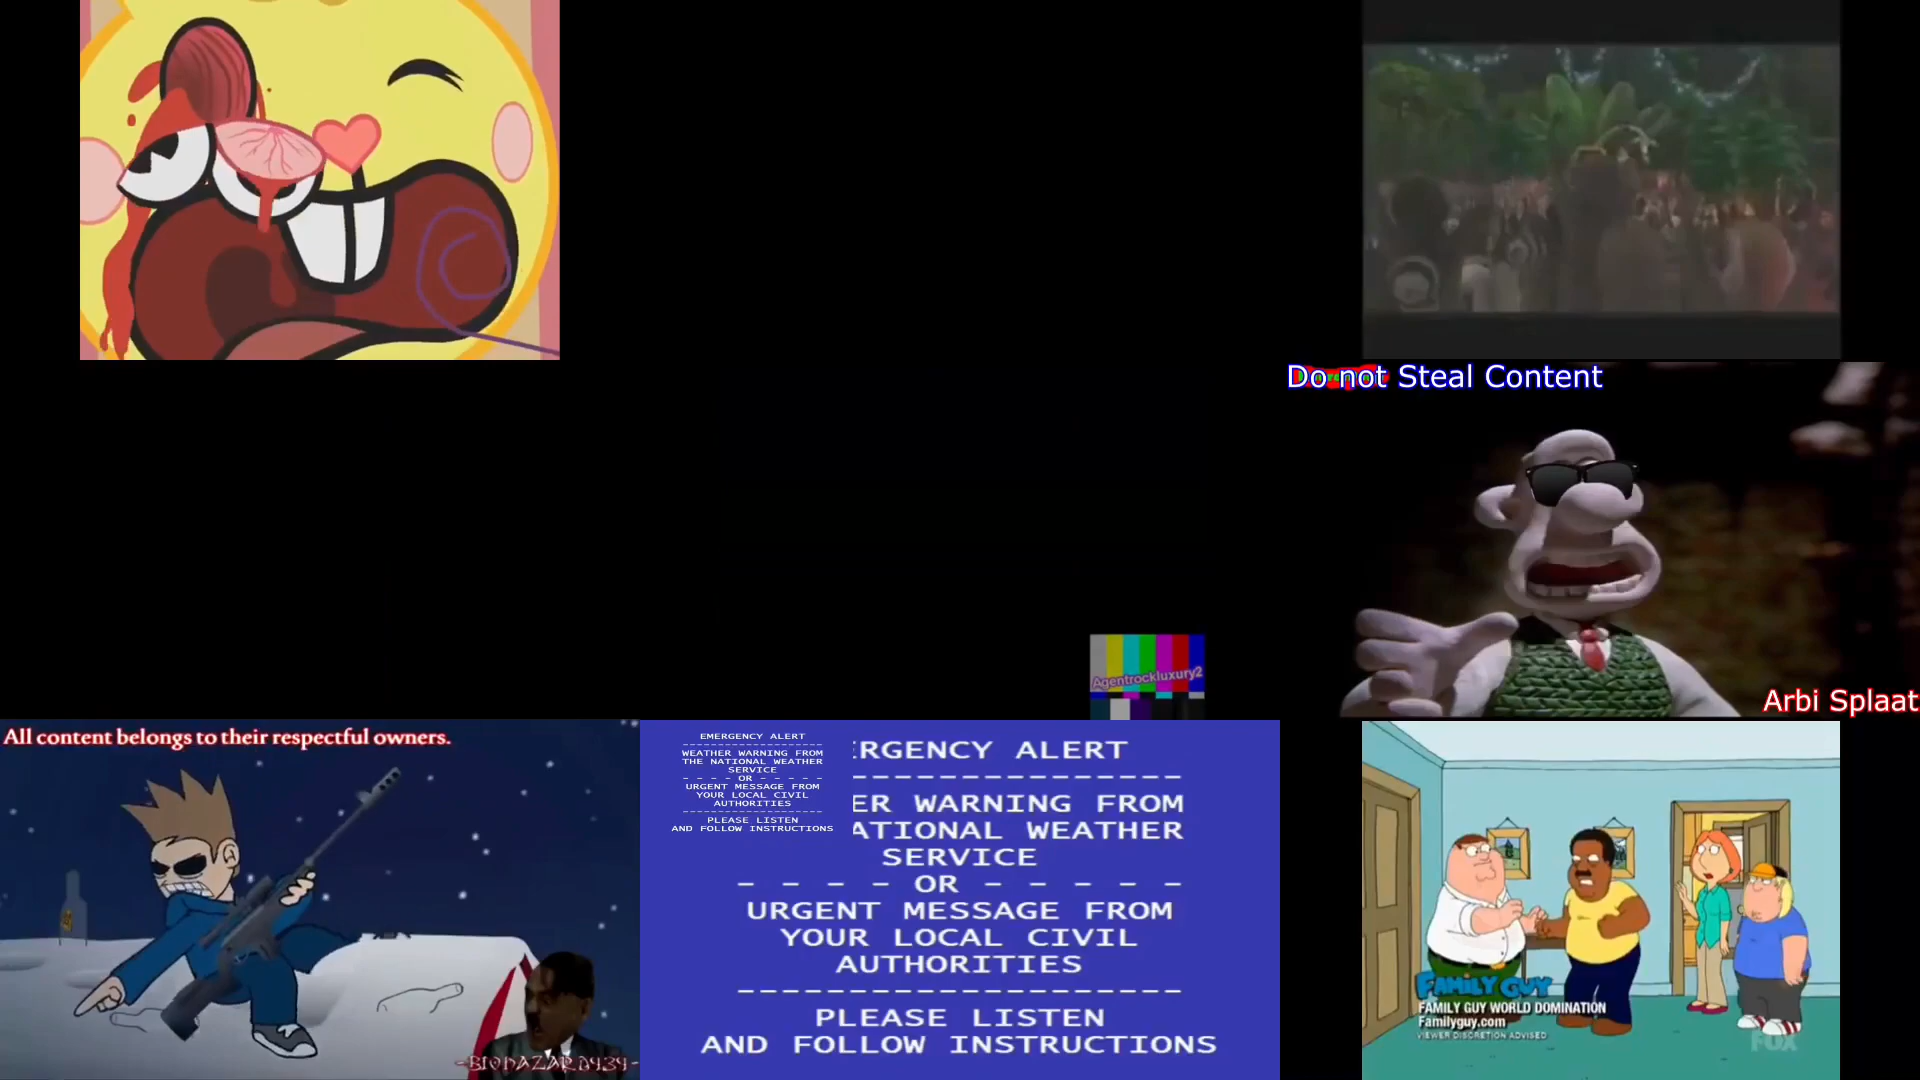 Do not Steal Content
Agentrockluxury2
Arbi Splaat
All content belongs to their respectful owners.
-BIOHAZARD434-
EMERGENCY ALERT
WEATHER WARNING FROM
THE NATIONAL WEATHER
SERVICE
- - - - OR - - - - -
URGENT MESSAGE FROM
YOUR LOCAL CIVIL
AUTHORITIES
PLEASE LISTEN
AND FOLLOW INSTRUCTIONS
RGENCY ALERT
ER WARNING FROM
ATIONAL WEATHER
SERVICE
- - - - OR - - - - -
URGENT MESSAGE FROM
YOUR LOCAL CIVIL
AUTHORITIES
PLEASE LISTEN
AND FOLLOW INSTRUCTIONS
FAMILY GUY
FAMILY GUY WORLD DOMINATION
Familyguy.com
VIEWER DISCRETION ADVISED
FOX